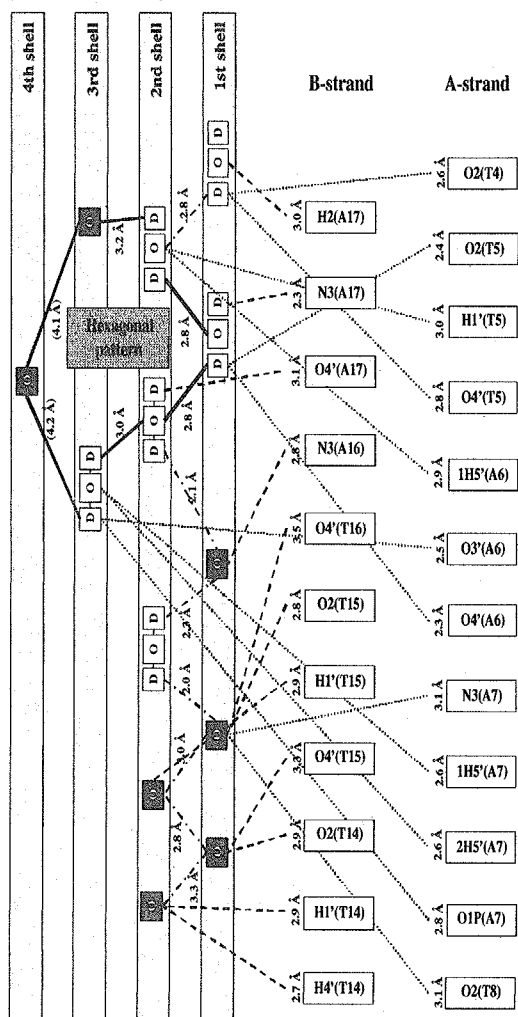 4th shell
3rd shell
2nd shell
1st shell
B-strand
A-strand
O
(4.1 Å)
(4.2 Å)
O
D
O
D
Hexagonal
pattern
3.2 Å
3.0 Å
D
O
D
D
O
D
D
O
D
O
O
2.8 Å
2.8 Å
2.8 Å
2.1 Å
2.3 Å
2.0 Å
3.0 Å
2.8 Å
3.3 Å
D
O
D
D
O
D
O
O
O
3.0 Å
H2(A17)
2.3 Å
N3(A17)
3.1 Å
O4'(A17)
2.8 Å
N3(A16)
3.5 Å
O4'(T16)
2.8 Å
O2(T15)
2.9 Å
H1'(T15)
3.3 Å
O4'(T15)
2.9 Å
O2(T14)
2.9 Å
H1'(T14)
2.7 Å
H4'(T14)
2.6 Å
O2(T4)
2.4 Å
O2(T5)
3.0 Å
H1'(T5)
2.8 Å
O4'(T5)
2.9 Å
1H5'(A6)
2.5 Å
O3'(A6)
2.3 Å
O4'(A6)
3.1 Å
N3(A7)
2.6 Å
1H5'(A7)
2.6 Å
2H5'(A7)
2.8 Å
O1P(A7)
3.1 Å
O2(T8)